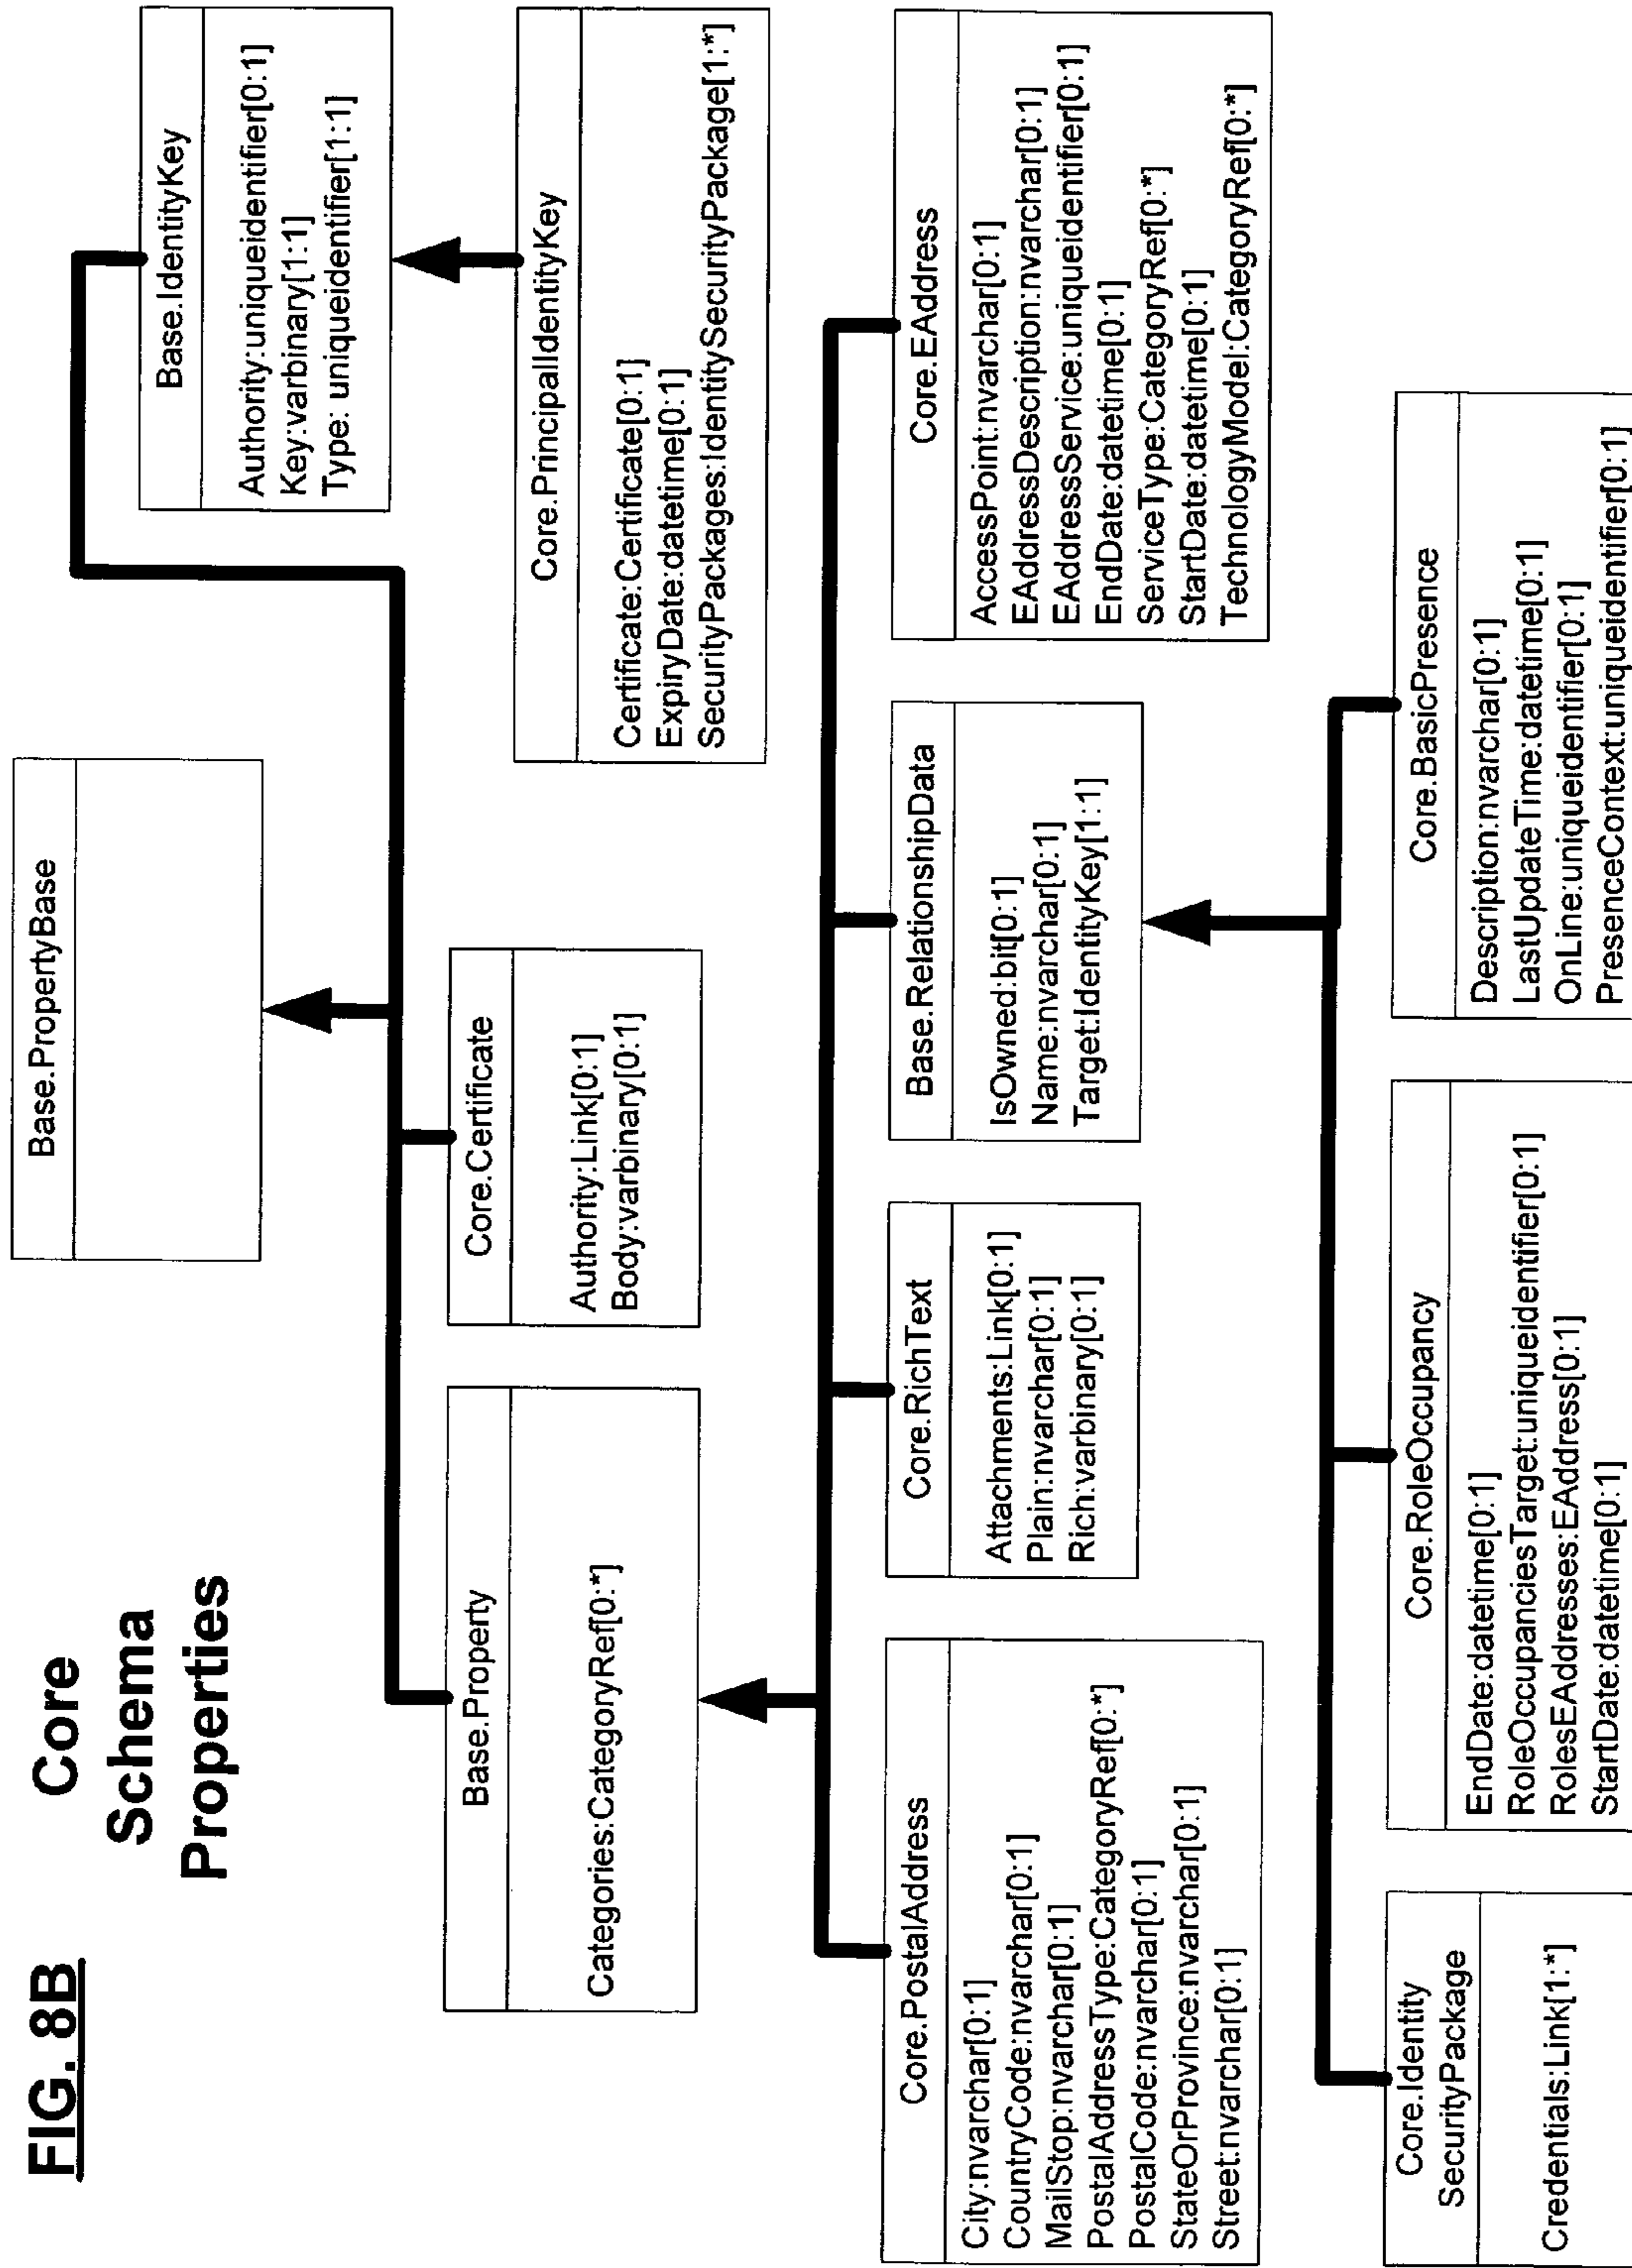 FIG. 8B
Core
Schema
Properties
Base.PropertyBase
Base.IdentityKey
Authority:uniqueidentifier[0:1]
Key:varbinary[1:1]
Type: uniqueidentifier[1:1]
Base.Property
Categories:CategoryRef[0:*]
Core.Certificate
Authority:Link[0:1]
Body:varbinary[0:1]
Core.PrincipalIdentityKey
Certificate:Certificate[0:1]
ExpiryDate:datetime[0:1]
SecurityPackages:IdentitySecurityPackage[1:*]
Core.PostalAddress
City:nvarchar[0:1]
CountryCode:nvarchar[0:1]
MailStop:nvarchar[0:1]
PostalAddressType:CategoryRef[0:*]
PostalCode:nvarchar[0:1]
StateOrProvince:nvarchar[0:1]
Street:nvarchar[0:1]
Core.RichText
Attachments:Link[0:1]
Plain:nvarchar[0:1]
Rich:varbinary[0:1]
Base.RelationshipData
IsOwned:bit[0:1]
Name:nvarchar[0:1]
Target:IdentityKey[1:1]
Core.EAddress
AccessPoint:nvarchar[0:1]
EAddressDescription:nvarchar[0:1]
EAddressService:uniqueidentifier[0:1]
EndDate:datetime[0:1]
ServiceType:CategoryRef[0:*]
StartDate:datetime[0:1]
TechnologyModel:CategoryRef[0:*]
Core.Identity
SecurityPackage
Credentials:Link[1:*]
Core.RoleOccupancy
EndDate:datetime[0:1]
RoleOccupanciesTarget:uniqueidentifier[0:1]
RolesEAddresses:EAddress[0:1]
StartDate:datetime[0:1]
Core.BasicPresence
Description:nvarchar[0:1]
LastUpdateTime:datetime[0:1]
OnLine:uniqueidentifier[0:1]
PresenceContext:uniqueidentifier[0:1]